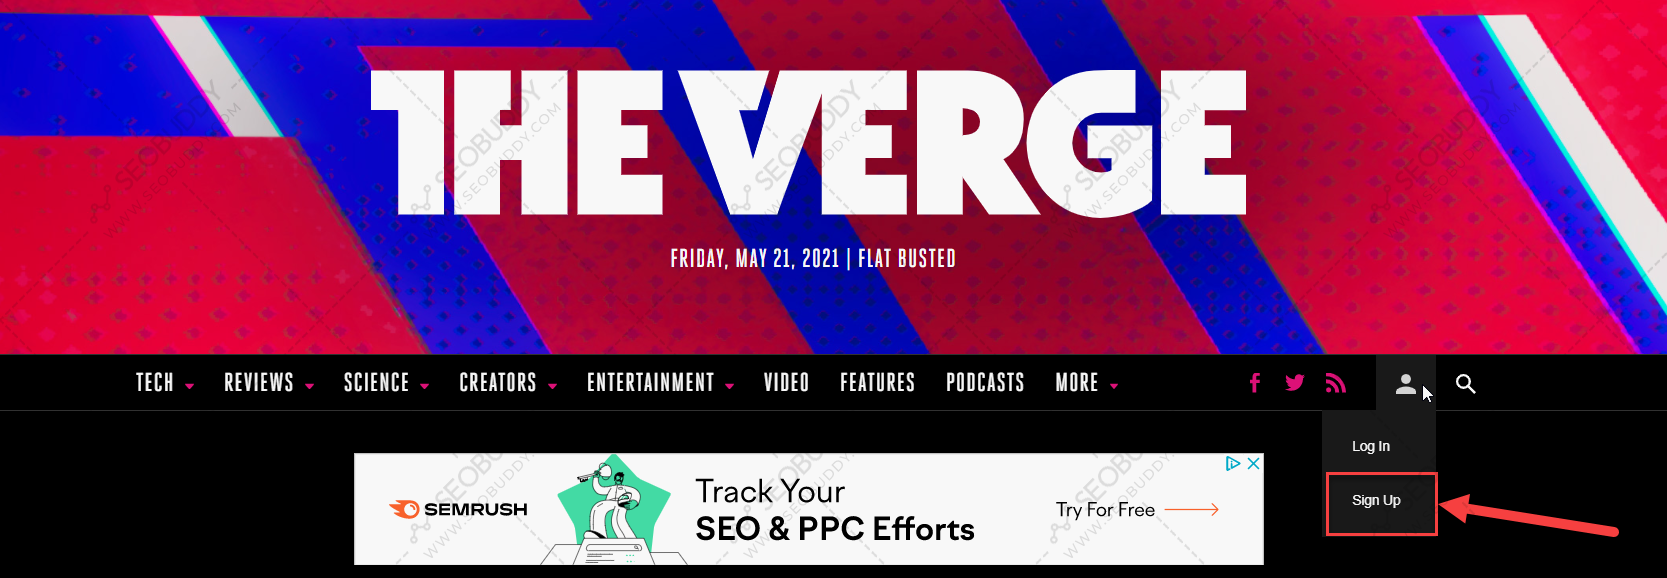 THE VERGE
FRIDAY, MAY 21, 2021 | FLAT BUSTED
TECH REVIEWS SCIENCE CREATORS ENTERTAINMENT VIDEO FEATURES PODCASTS MORE
Log In
Sign Up
SEMRUSH
Track Your
SEO & PPC Efforts
Try For Free
SEOBUDDY
WWW.SEOBUDDY.COM